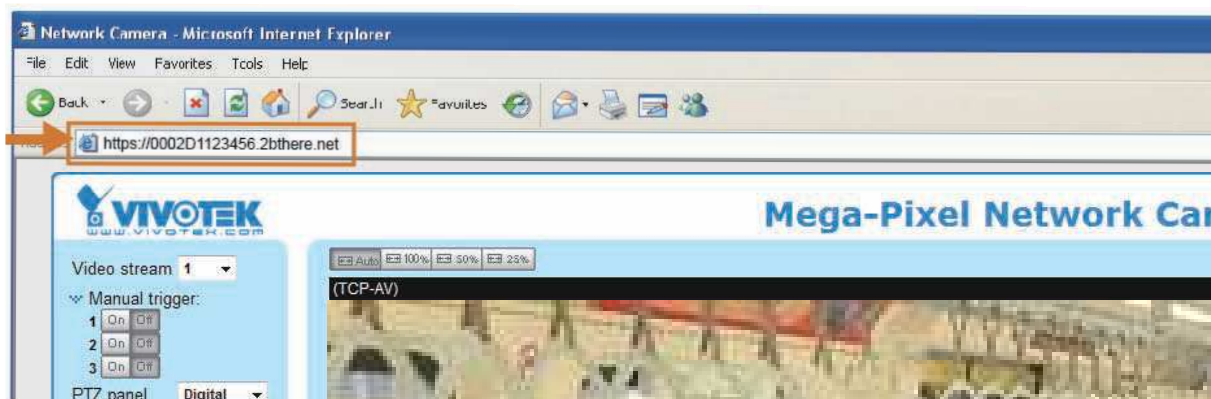 Network Camera - Microsoft Internet Explorer
File Edit View Favorites Tools Help
Back Search Favorites
https://0002D1123456.2bthere.net
VIVOTEK
www.vivotek.com
Mega-Pixel Network Car
Auto 100% 50% 25%
Video stream 1
(TCP-AV)
Manual trigger:
1 On Off
2 On Off
3 On Off
PTZ panel Digital